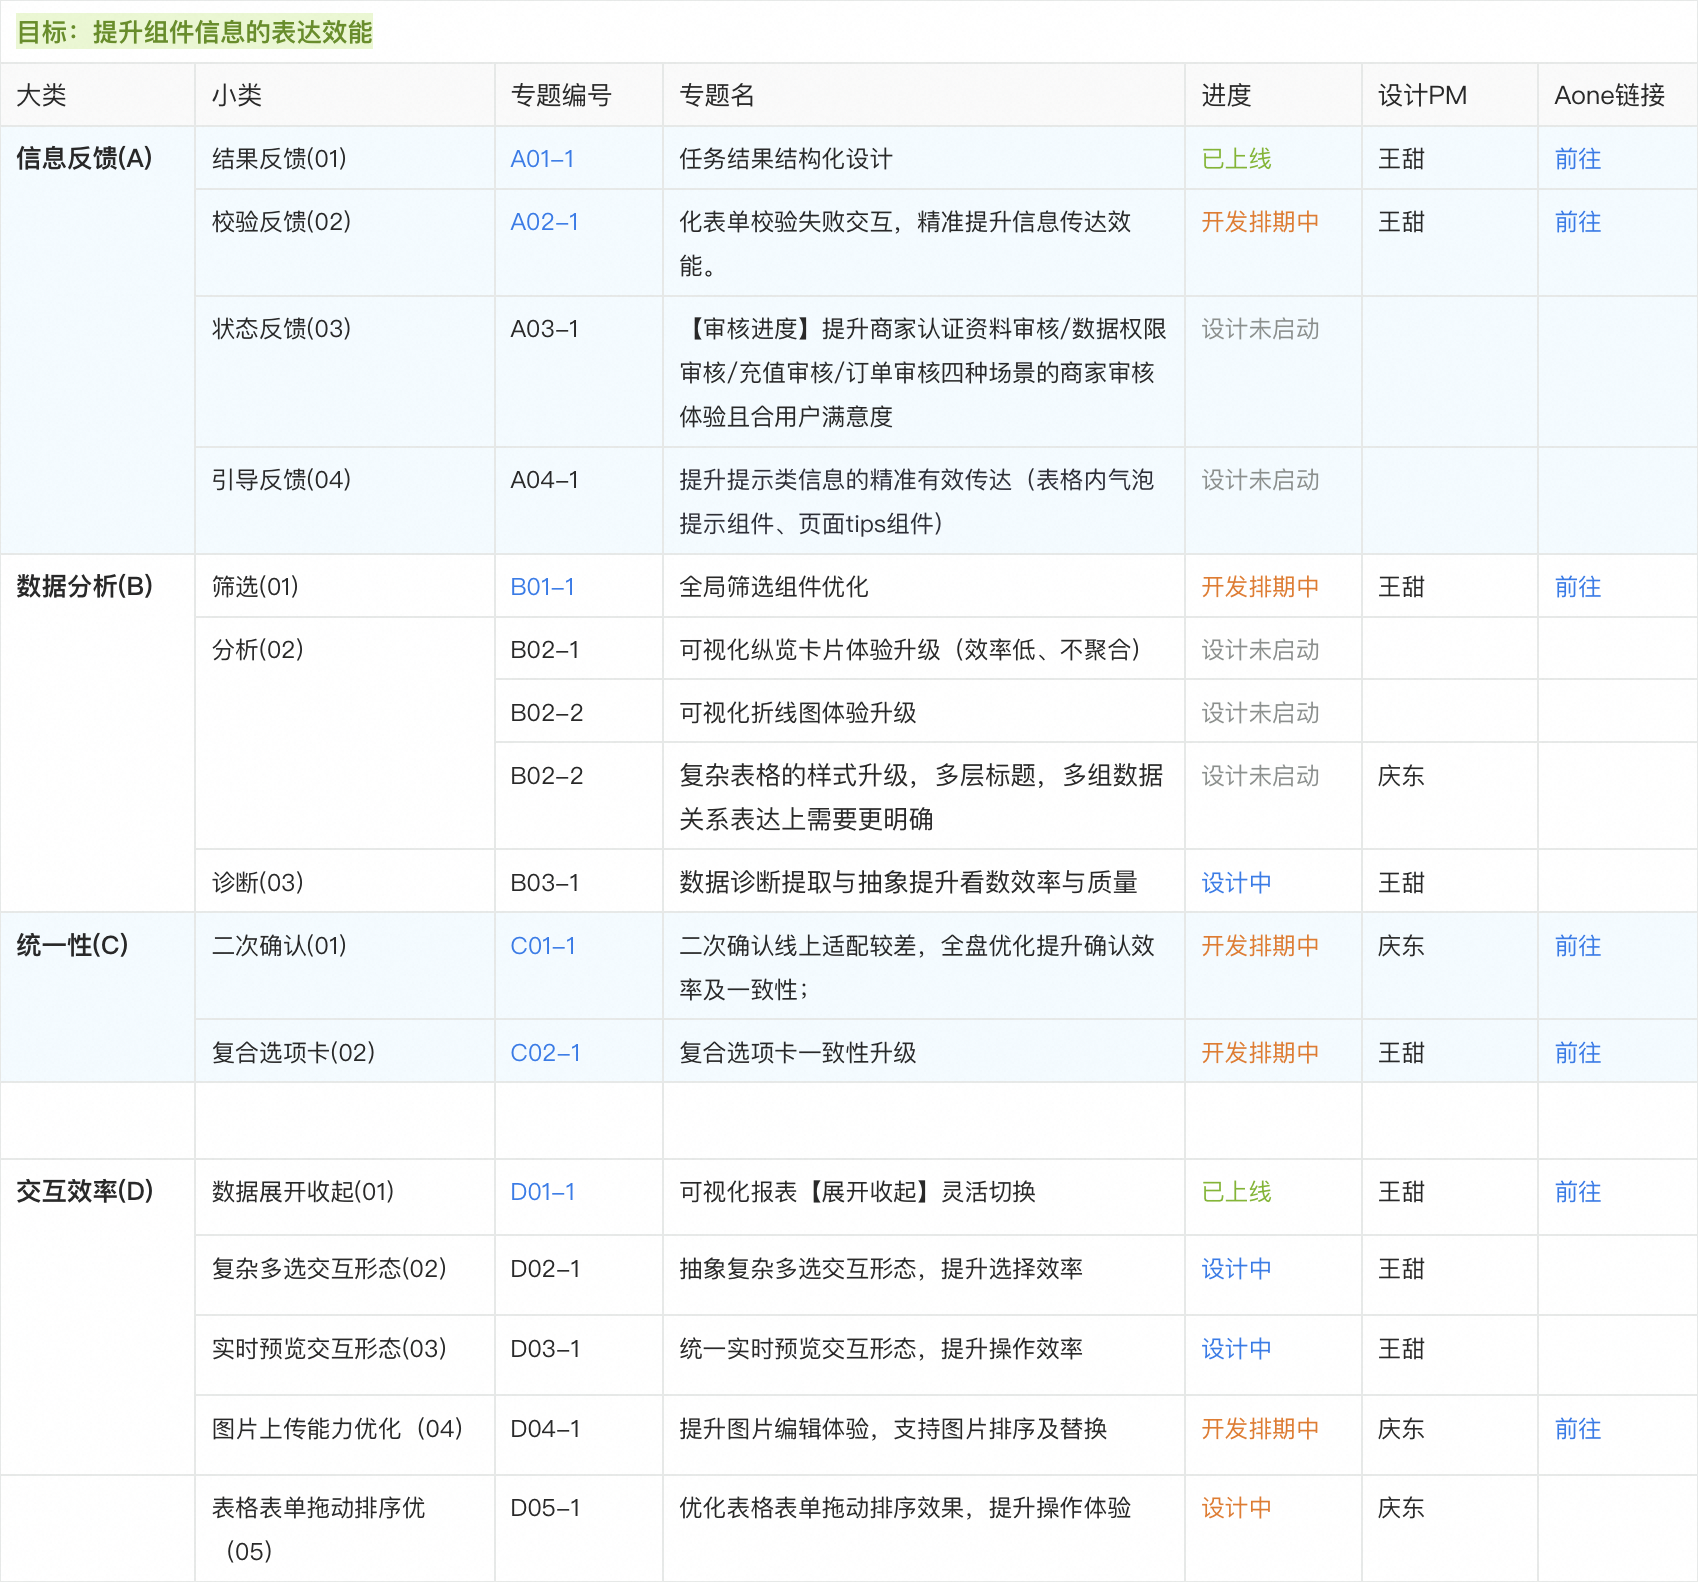 目标：提升组件信息的表达效能
大类 小类 专题编号 专题名 进度 设计PM Aone链接
信息反馈(A) 结果反馈(01) A01-1 任务结果结构化设计 已上线 王甜 前往
校验反馈(02) A02-1 化表单校验失败交互，精准提升信息传达效 开发排期中 王甜 前往
能。
状态反馈(03) A03-1 【审核进度】提升商家认证资料审核/数据权限 设计未启动
审核/充值审核/订单审核四种场景的商家审核
体验且合用户满意度
引导反馈(04) A04-1 提升提示类信息的精准有效传达（表格内气泡 设计未启动
提示组件、页面tips组件）
数据分析(B) 筛选(01) B01-1 全局筛选组件优化 开发排期中 王甜 前往
分析(02) B02-1 可视化纵览卡片体验升级（效率低、不聚合） 设计未启动
B02-2 可视化折线图体验升级 设计未启动
B02-2 复杂表格的样式升级，多层标题，多组数据 设计未启动 庆东
关系表达上需要更明确
诊断(03) B03-1 数据诊断提取与抽象提升看数效率与质量 设计中 王甜
统一性(C) 二次确认(01) C01-1 二次确认线上适配较差，全盘优化提升确认效 开发排期中 庆东 前往
率及一致性；
复合选项卡(02) C02-1 复合选项卡一致性升级 开发排期中 王甜 前往
交互效率(D) 数据展开收起(01) D01-1 可视化报表【展开收起】灵活切换 已上线 王甜 前往
复杂多选交互形态(02) D02-1 抽象复杂多选交互形态，提升选择效率 设计中 王甜
实时预览交互形态(03) D03-1 统一实时预览交互形态，提升操作效率 设计中 王甜
图片上传能力优化（04） D04-1 提升图片编辑体验，支持图片排序及替换 开发排期中 庆东 前往
表格表单拖动排序优 D05-1 优化表格表单拖动排序效果，提升操作体验 设计中 庆东
（05）